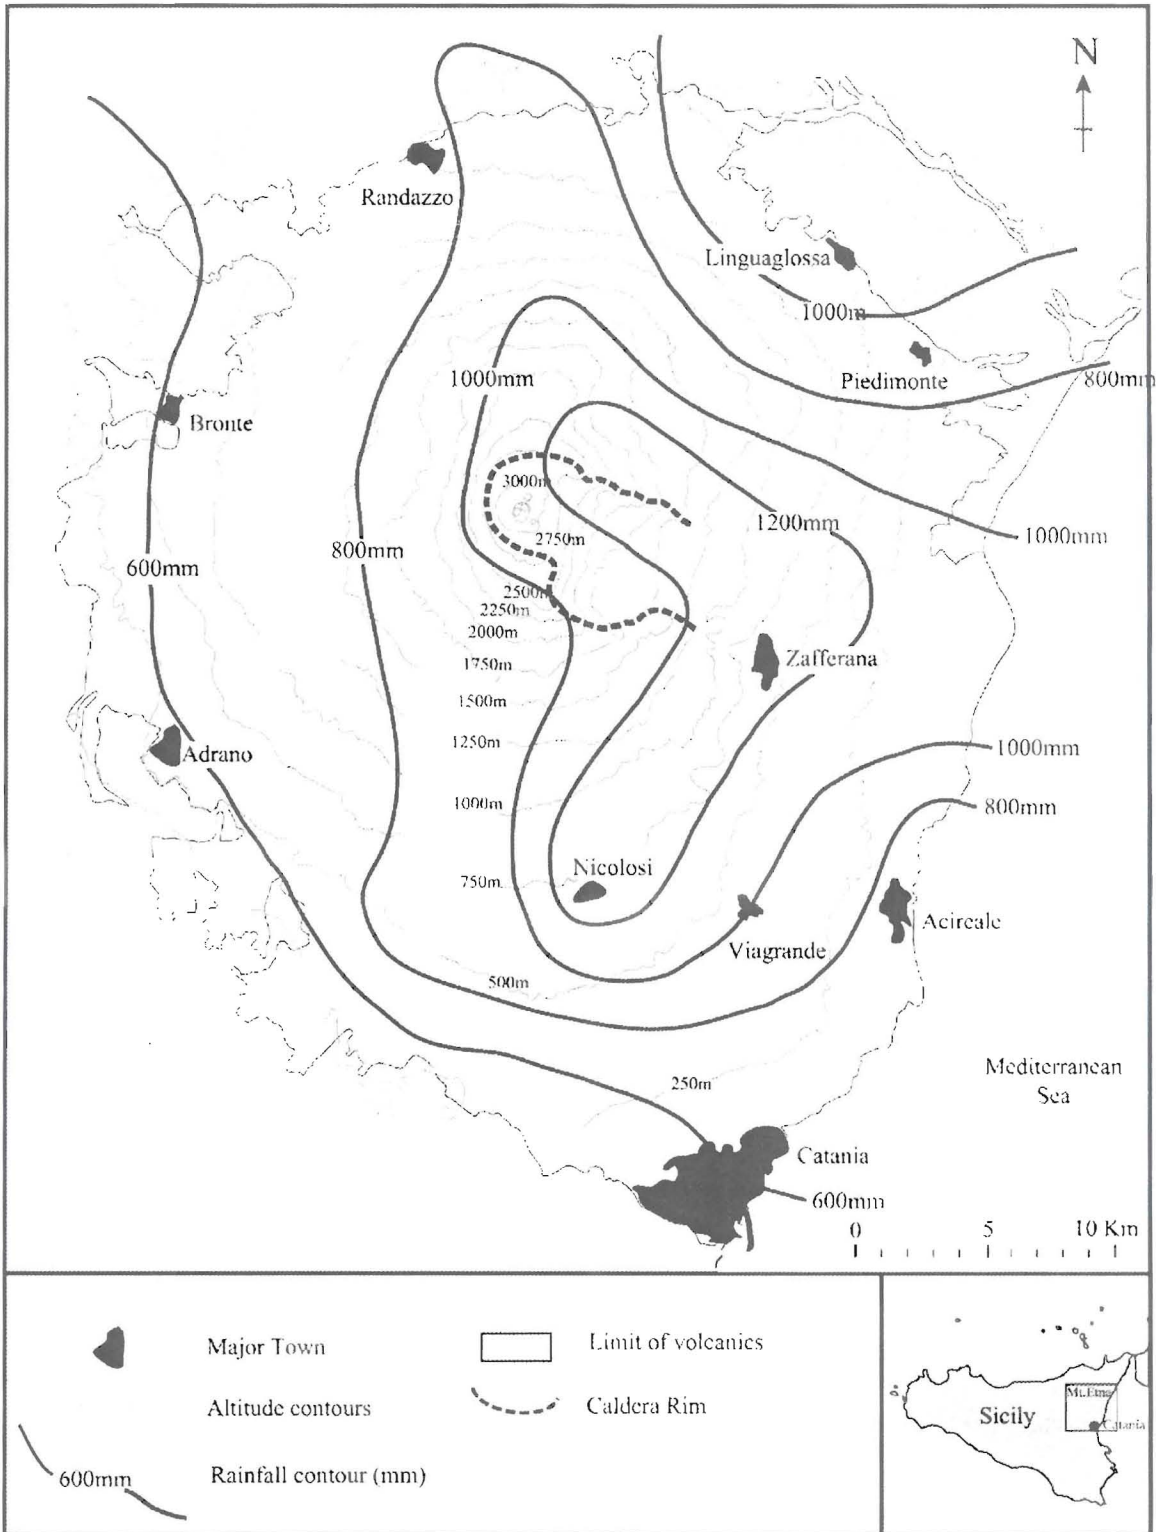 N
Randazzo
Linguaglossa
1000m
Piedimonte
800mm
1000mm
Bronte
3000m
1200mm
2750m
1000mm
800mm
600mm
2500m
2250m
2000m
Zafferana
1750m
1500m
1250m
1000mm
Adrano
1000m
800mm
Nicolosi
750m
Acireale
Viagrande
500m
Mediterranean
Sea
250m
Catania
600mm
0 5 10 Km
Major Town
Limit of volcanics
Altitude contours
Caldera Rim
600mm
Rainfall contour (mm)
Mt.Etna
Sicily
Catania